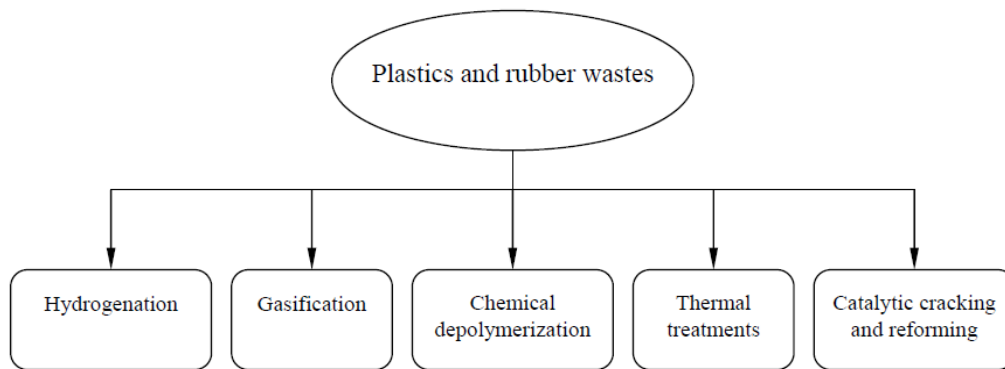 Plastics and rubber wastes
Hydrogenation
Gasification
Chemical
depolymerization
Thermal
treatments
Catalytic cracking
and reforming